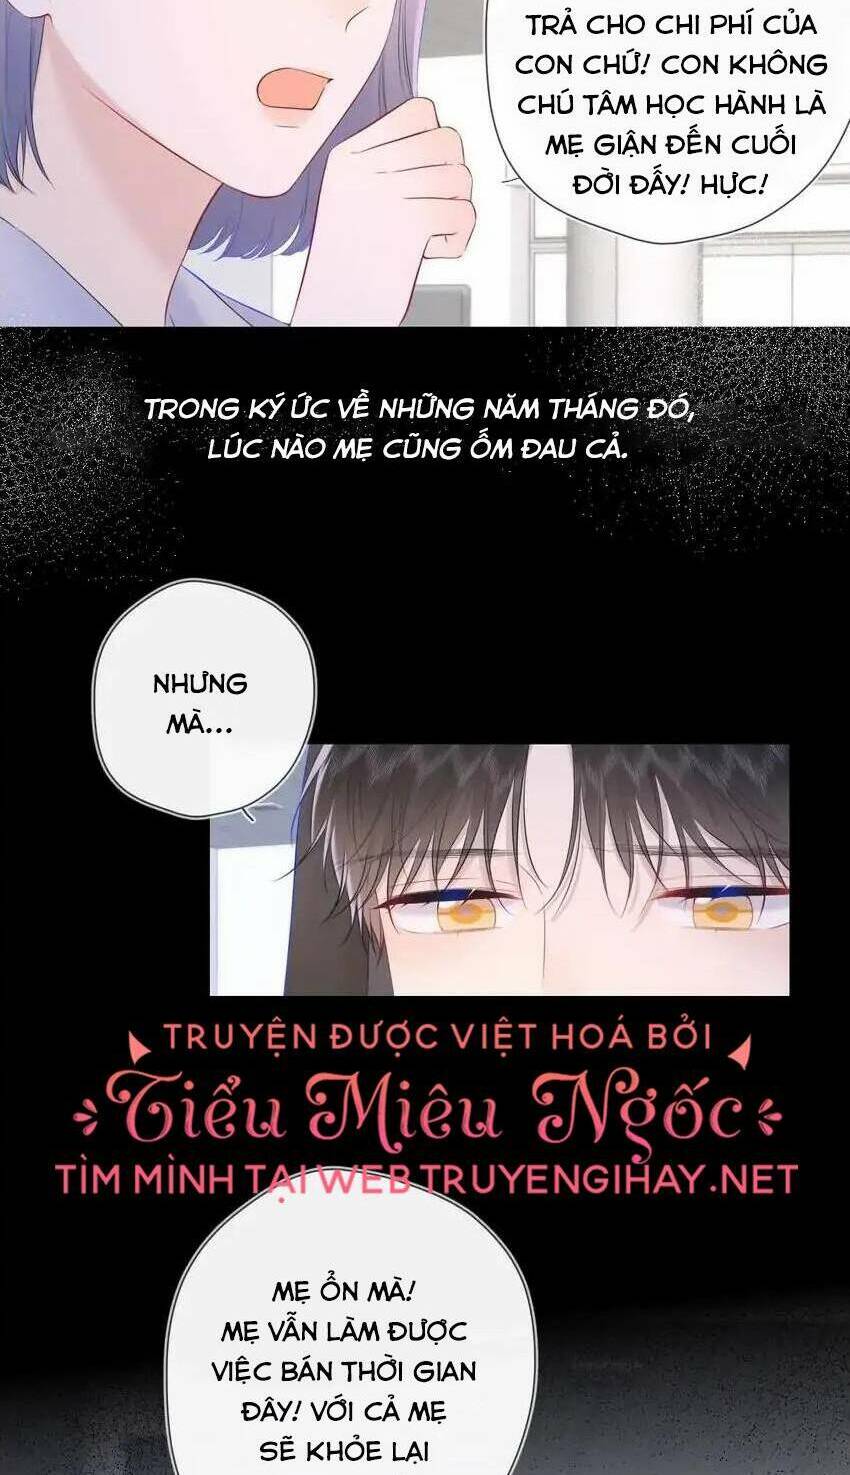 TRẢ CHO CHI PHÍ CỦA
CON CHỨ! CON KHÔNG
CHÚ TÂM HỌC HÀNH LÀ
MẸ GIẬN ĐẾN CUỐI
ĐỜI ĐẤY! HỰC!
TRONG KÝ ỨC VỀ NHỮNG NĂM THÁNG ĐÓ,
LÚC NÀO MẸ CŨNG ỐM ĐAU CẢ.
NHƯNG
MÀ...
TRUYỆN ĐƯỢC VIỆT HOÁ BỞI
Tiểu Miêu Ngốc
TÌM MÌNH TẠI WEB TRUYENGIHAY.NET
MẸ ỔN MÀ!
MẸ VẪN LÀM ĐƯỢC
VIỆC BÁN THỜI GIAN
ĐÂY! VỚI CẢ MẸ
SẼ KHỎE LẠI